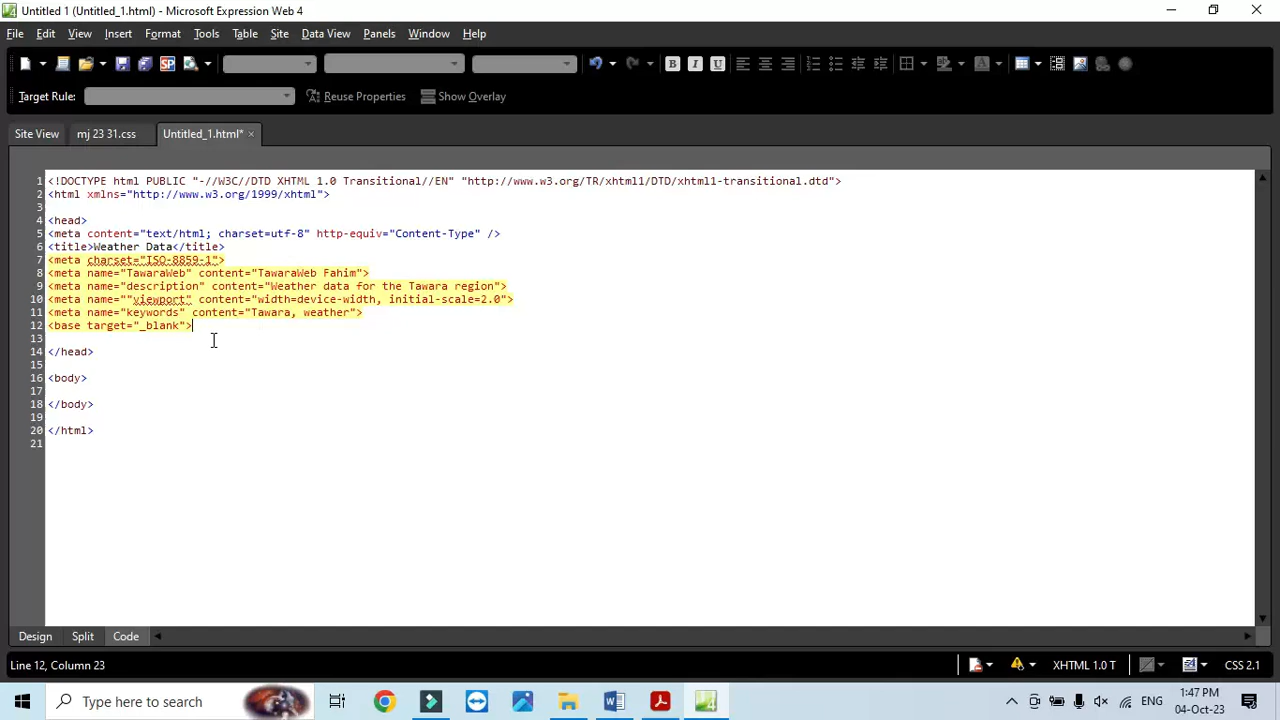 Untitled 1 (Untitled_1.html) - Microsoft Expression Web 4
File Edit View Insert Format Tools Table Site Data View Panels Window Help
SP B I U A
Target Rule: Reuse Properties Show Overlay
Site View mj 23 31.css Untitled_1.html* ×
1 <!DOCTYPE html PUBLIC "-//W3C//DTD XHTML 1.0 Transitional//EN" "http://www.w3.org/TR/xhtml1/DTD/xhtml1-transitional.dtd">
2 <html xmlns="http://www.w3.org/1999/xhtml">
3
4 <head>
5 <meta content="text/html; charset=utf-8" http-equiv="Content-Type" />
6 <title>Weather Data</title>
7 <meta charset="ISO-8859-1">
8 <meta name="TawaraWeb" content="TawaraWeb Fahim">
9 <meta name="description" content="Weather data for the Tawara region">
10 <meta name=""viewport" content="width=device-width, initial-scale=2.0">
11 <meta name="keywords" content="Tawara, weather">
12 <base target="_blank">
13
14 </head>
15
16 <body>
17
18 </body>
19
20 </html>
21
Design Split Code
Line 12, Column 23 XHTML 1.0 T CSS 2.1
Type here to search W 4 ENG 1:47 PM
04-Oct-23